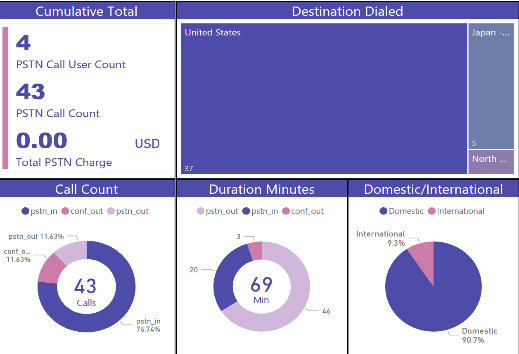 Cumulative Total
4
PSTN Call User Count
43
PSTN Call Count
0.00 USD
Total PSTN Charge
Destination Dialed
United States
37
Japan -...
5
North ...
Call Count
pstn_in conf_out pstn_out
pstn_out 11.63%
conf_o...
11.63%
43
Calls
pstn_in
76.74%
Duration Minutes
pstn_out pstn_in conf_out
3
20
69
Min
46
Domestic/International
Domestic International
International
9.3%
Domestic
90.7%